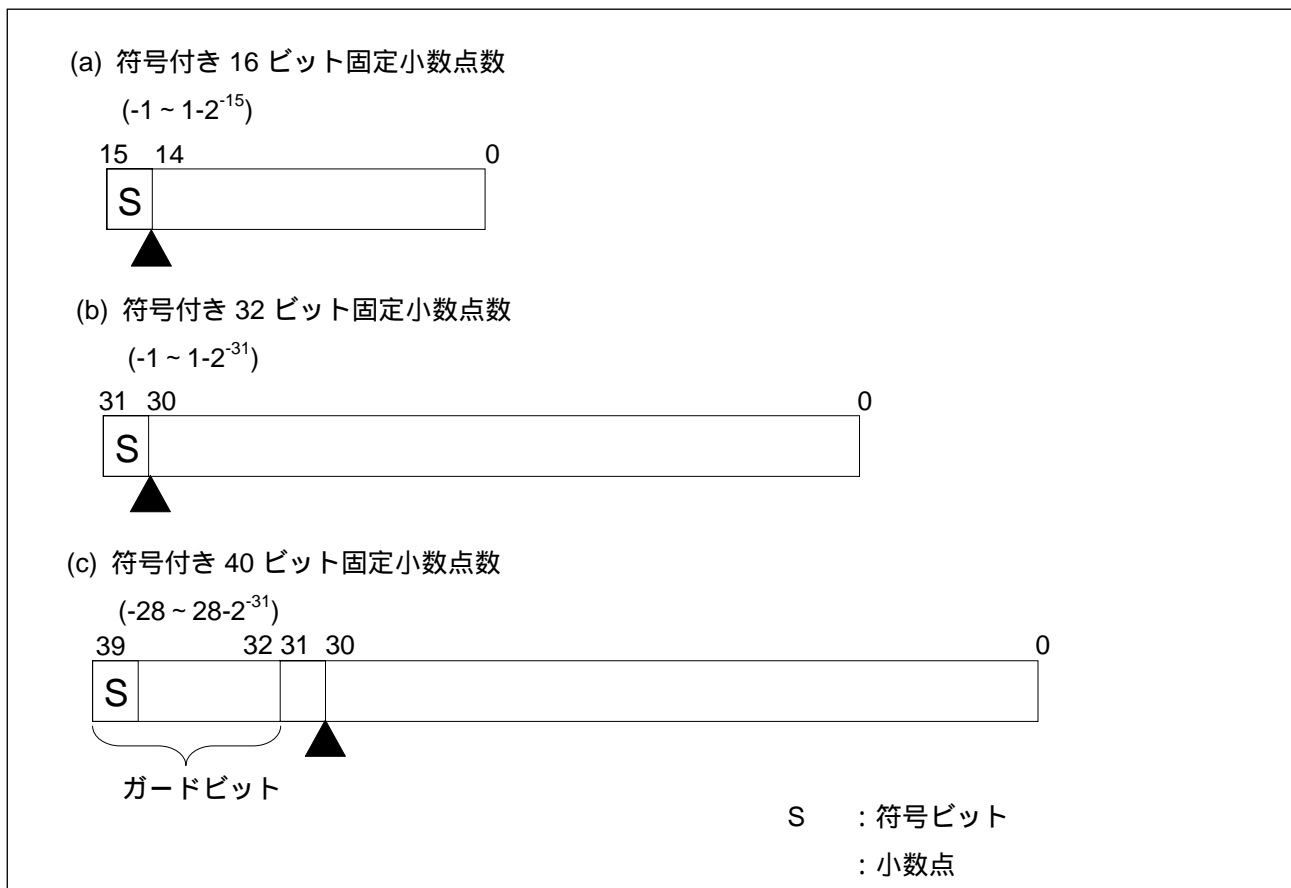 (a) 符号付き 16 ビット固定小数点数
(-1 ~ 1-2^-15)
15 14 0
S
(b) 符号付き 32 ビット固定小数点数
(-1 ~ 1-2^-31)
31 30 0
S
(c) 符号付き 40 ビット固定小数点数
(-28 ~ 28-2^-31)
39 32 31 30 0
S
ガードビット
S :符号ビット
:小数点